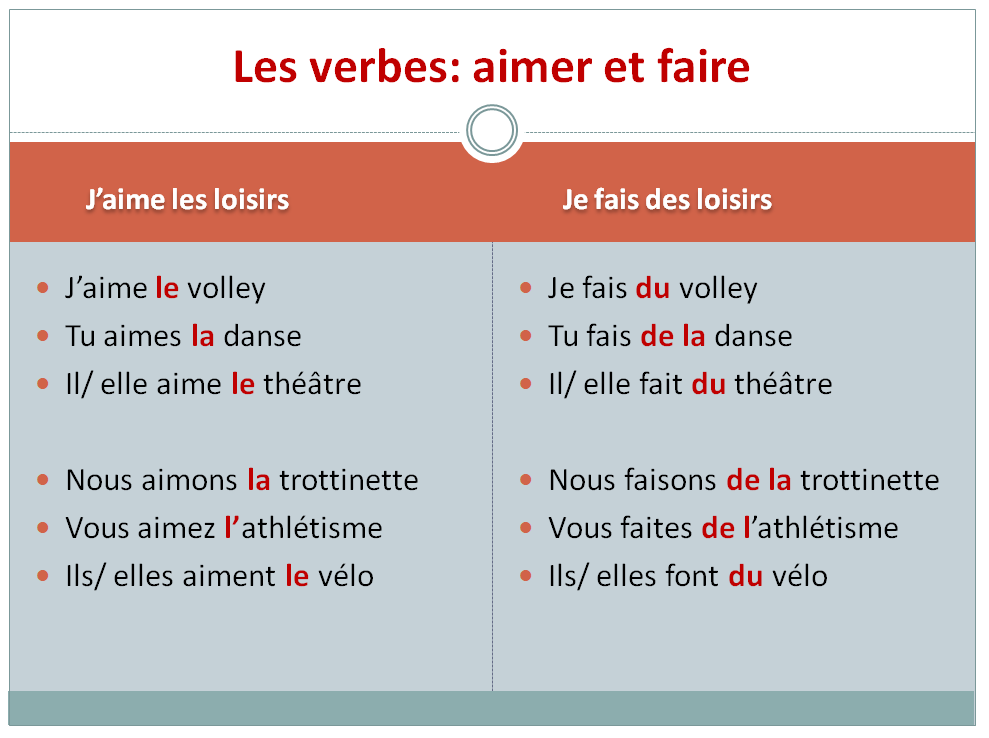 Les verbes: aimer et faire
J’aime les loisirs
• J’aime le volley
• Tu aimes la danse
• Il/ elle aime le théâtre
• Nous aimons la trottinette
• Vous aimez l’athlétisme
• Ils/ elles aiment le vélo
Je fais des loisirs
• Je fais du volley
• Tu fais de la danse
• Il/ elle fait du théâtre
• Nous faisons de la trottinette
• Vous faites de l’athlétisme
• Ils/ elles font du vélo